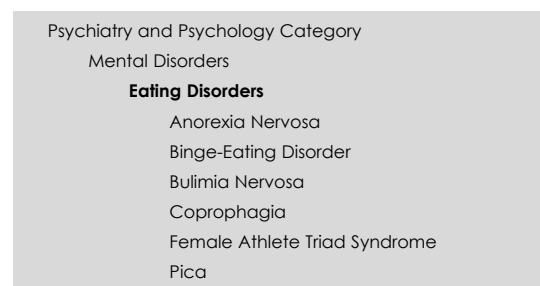 Psychiatry and Psychology Category
Mental Disorders
Eating Disorders
Anorexia Nervosa
Binge-Eating Disorder
Bulimia Nervosa
Coprophagia
Female Athlete Triad Syndrome
Pica